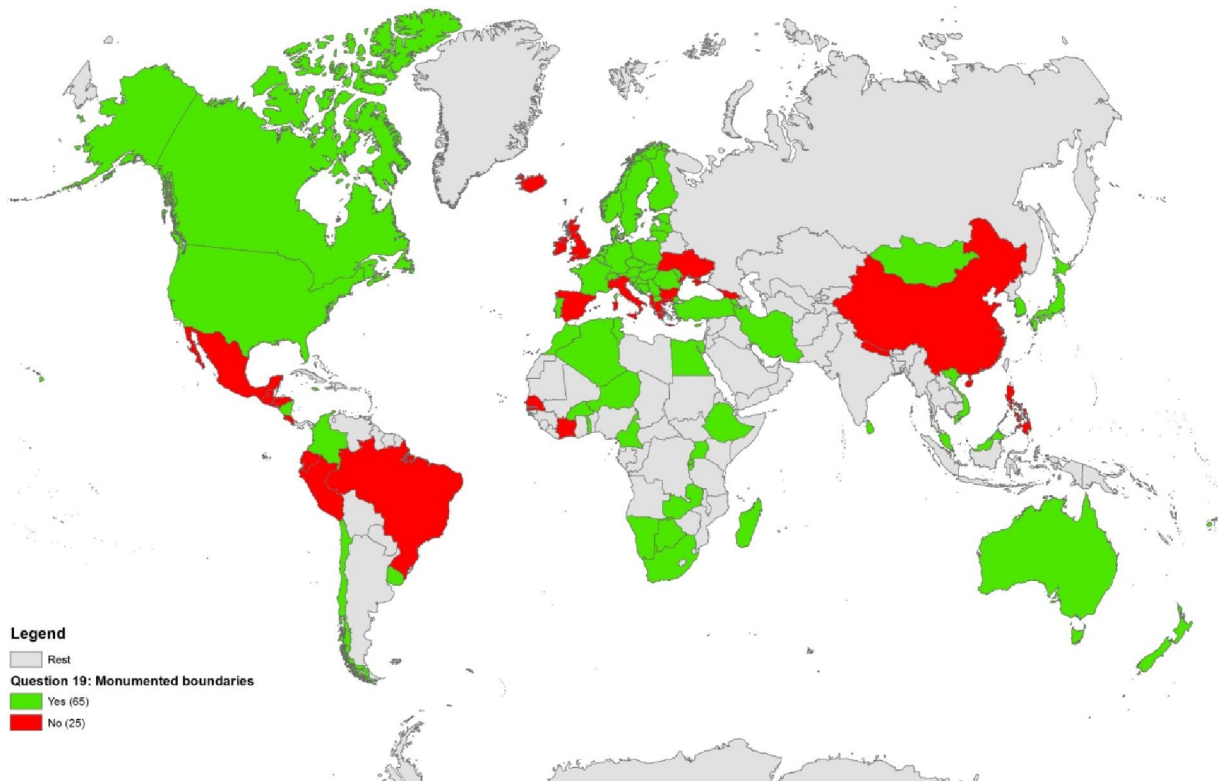 Legend
Rest
Question 19: Monumented boundaries
Yes (65)
No (25)